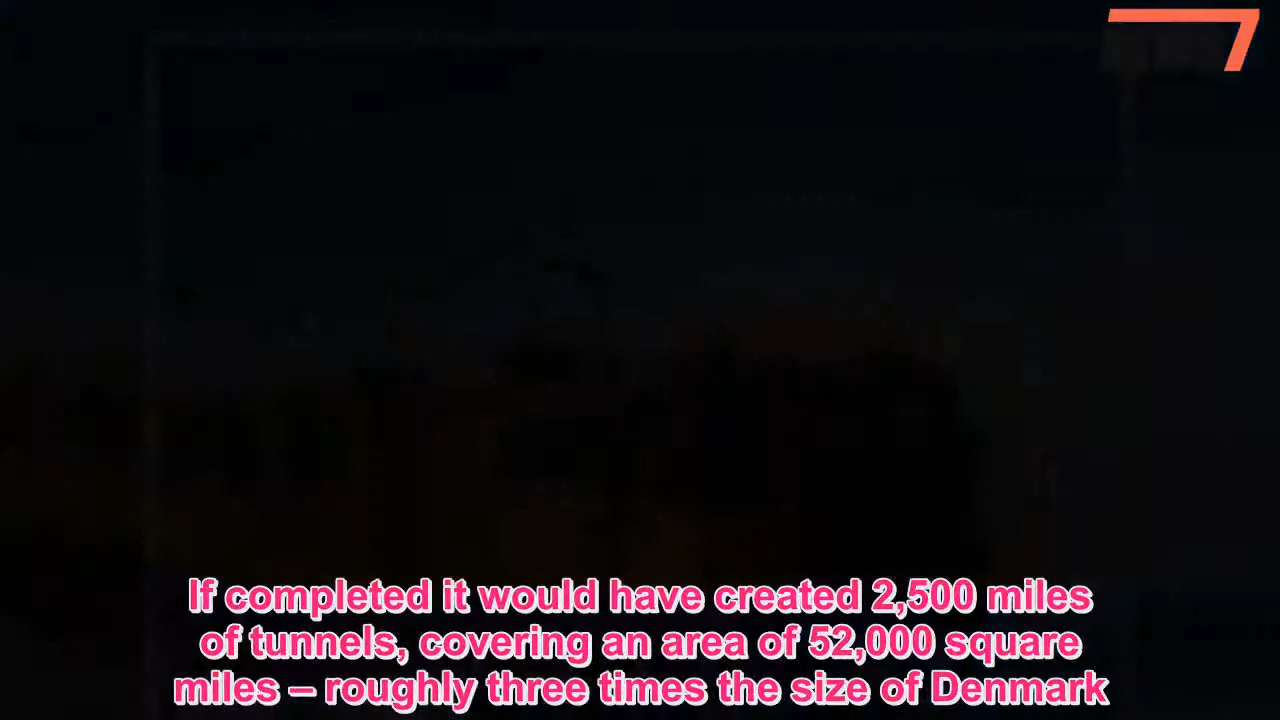 If completed it would have created 2,500 miles
of tunnels, covering an area of 52,000 square
miles – roughly three times the size of Denmark